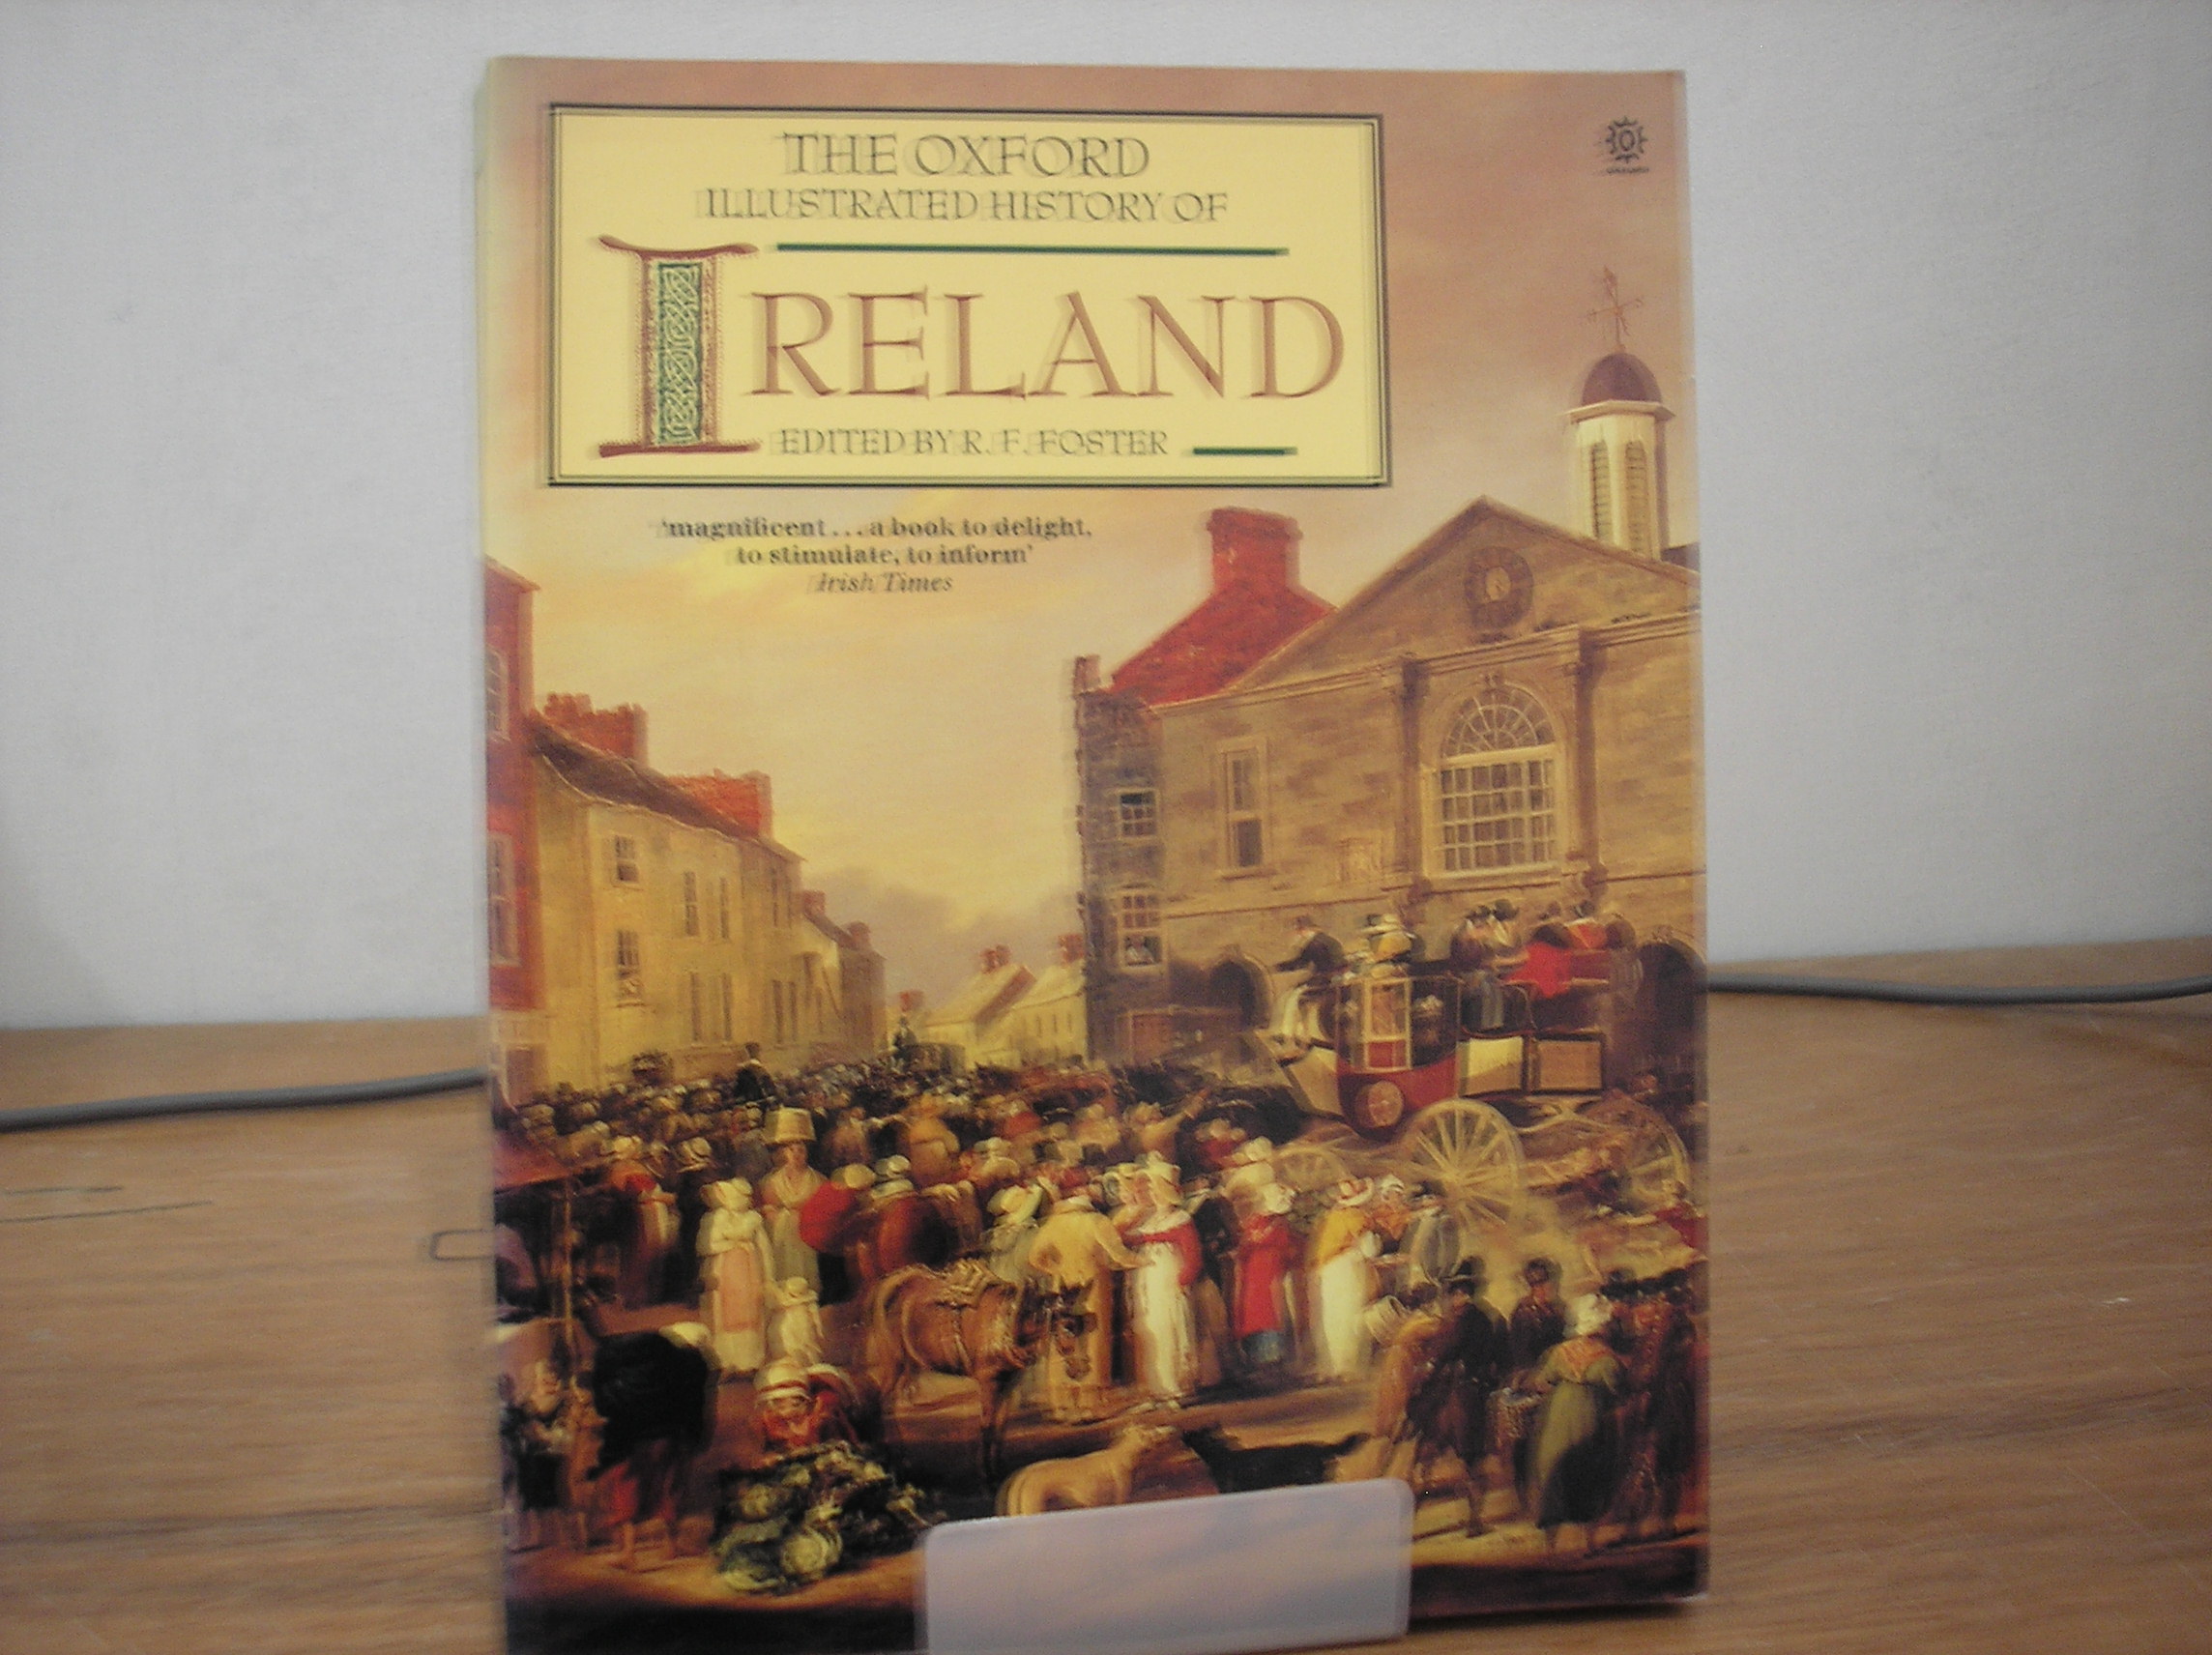 THE OXFORD
ILLUSTRATED HISTORY OF
IRELAND
EDITED BY R. F. FOSTER
'magnificent . . . a book to delight,
to stimulate, to inform'
Irish Times